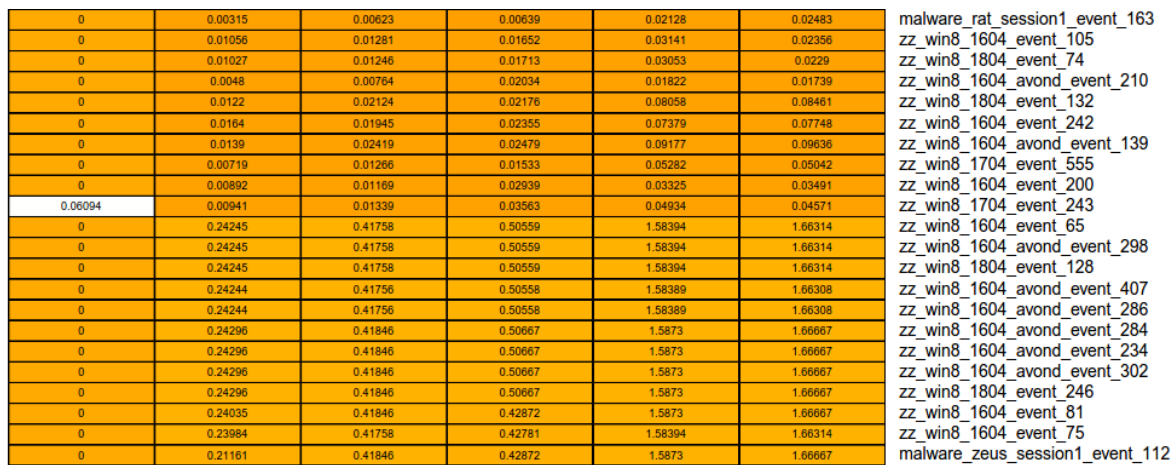 0 0.00315 0.00623 0.00639 0.02128 0.02483 malware_rat_session1_event_163
0 0.01056 0.01281 0.01652 0.03141 0.02356 zz_win8_1604_event_105
0 0.01027 0.01246 0.01713 0.03053 0.0229 zz_win8_1804_event_74
0 0.0048 0.00764 0.02034 0.01822 0.01739 zz_win8_1604_avond_event_210
0 0.0122 0.02124 0.02176 0.08058 0.08461 zz_win8_1804_event_132
0 0.0164 0.01945 0.02355 0.07379 0.07748 zz_win8_1604_event_242
0 0.0139 0.02419 0.02479 0.09177 0.09636 zz_win8_1604_avond_event_139
0 0.00719 0.01266 0.01533 0.05282 0.05042 zz_win8_1704_event_555
0 0.00892 0.01169 0.02939 0.03325 0.03491 zz_win8_1604_event_200
0.06094 0.00941 0.01339 0.03563 0.04934 0.04571 zz_win8_1704_event_243
0 0.24245 0.41758 0.50559 1.58394 1.66314 zz_win8_1604_event_65
0 0.24245 0.41758 0.50559 1.58394 1.66314 zz_win8_1604_avond_event_298
0 0.24245 0.41758 0.50559 1.58394 1.66314 zz_win8_1804_event_128
0 0.24244 0.41756 0.50558 1.58389 1.66308 zz_win8_1604_avond_event_407
0 0.24244 0.41756 0.50558 1.58389 1.66308 zz_win8_1604_avond_event_286
0 0.24296 0.41846 0.50667 1.5873 1.66667 zz_win8_1604_avond_event_284
0 0.24296 0.41846 0.50667 1.5873 1.66667 zz_win8_1604_avond_event_234
0 0.24296 0.41846 0.50667 1.5873 1.66667 zz_win8_1604_avond_event_302
0 0.24296 0.41846 0.50667 1.5873 1.66667 zz_win8_1804_event_246
0 0.24035 0.41846 0.42872 1.5873 1.66667 zz_win8_1604_event_81
0 0.23984 0.41758 0.42781 1.58394 1.66314 zz_win8_1604_event_75
0 0.21161 0.41846 0.42872 1.5873 1.66667 malware_zeus_session1_event_112